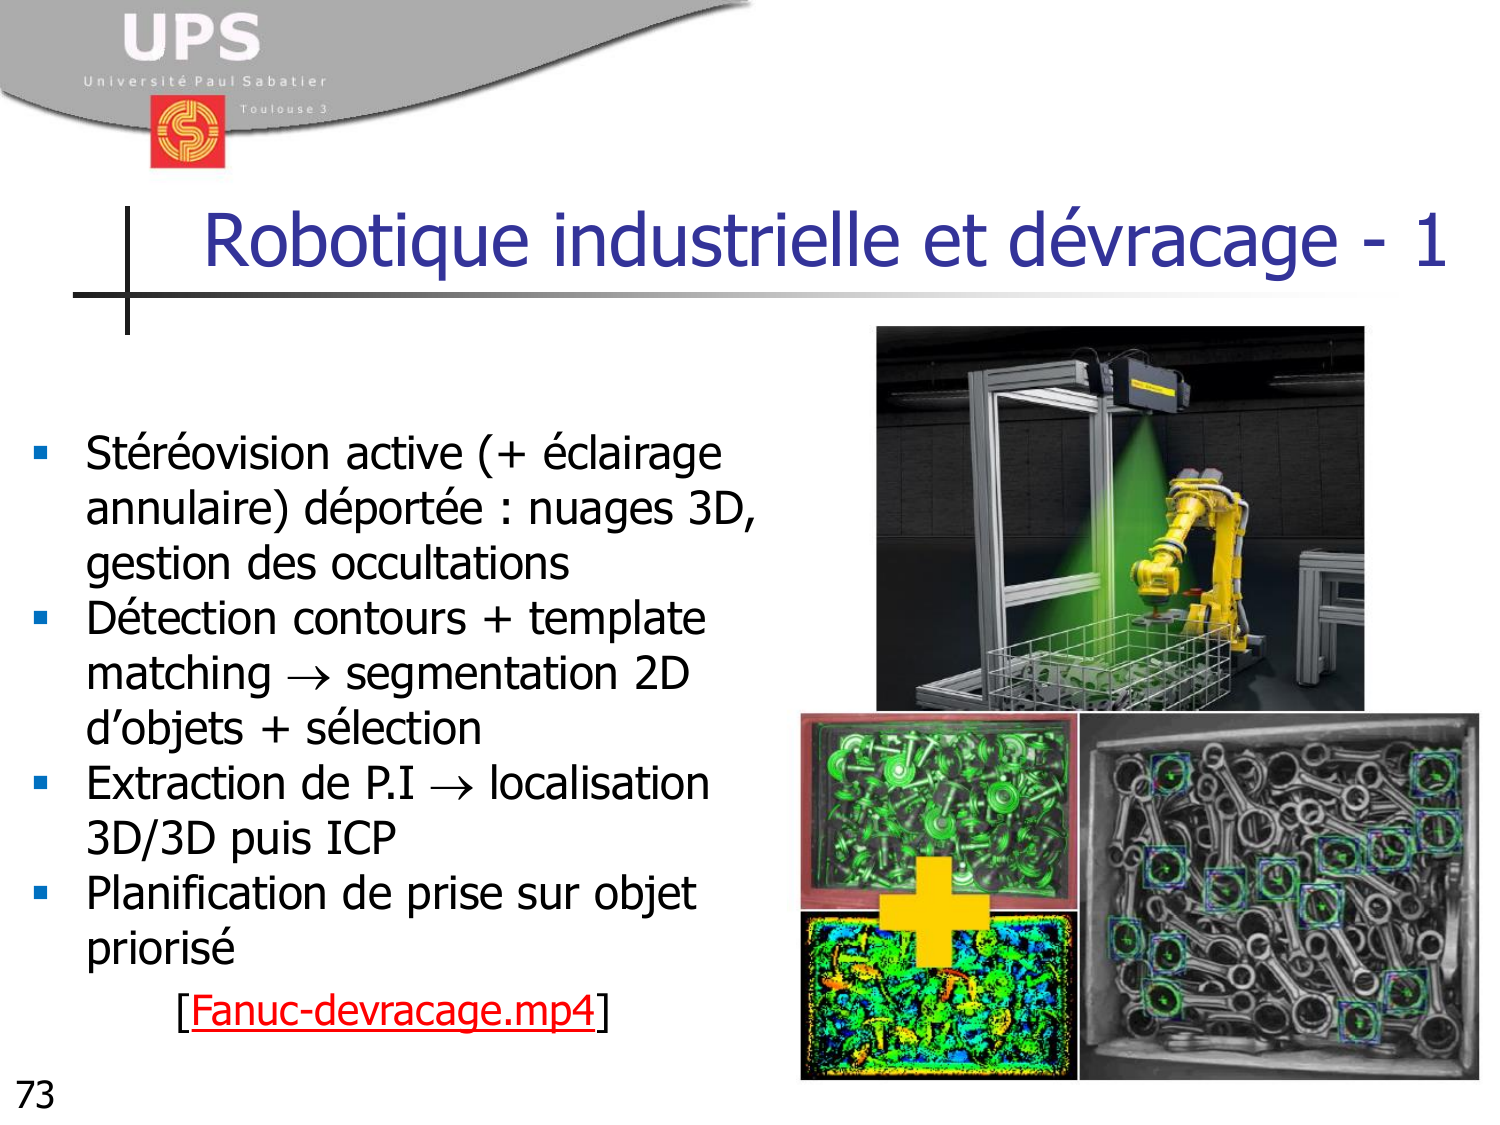 UPS
Université Paul Sabatier
Toulouse 3
Robotique industrielle et dévracage - 1
▪ Stéréovision active (+ éclairage
annulaire) déportée : nuages 3D,
gestion des occultations
▪ Détection contours + template
matching → segmentation 2D
d’objets + sélection
▪ Extraction de P.I → localisation
3D/3D puis ICP
▪ Planification de prise sur objet
priorisé
[Fanuc-devracage.mp4]
73